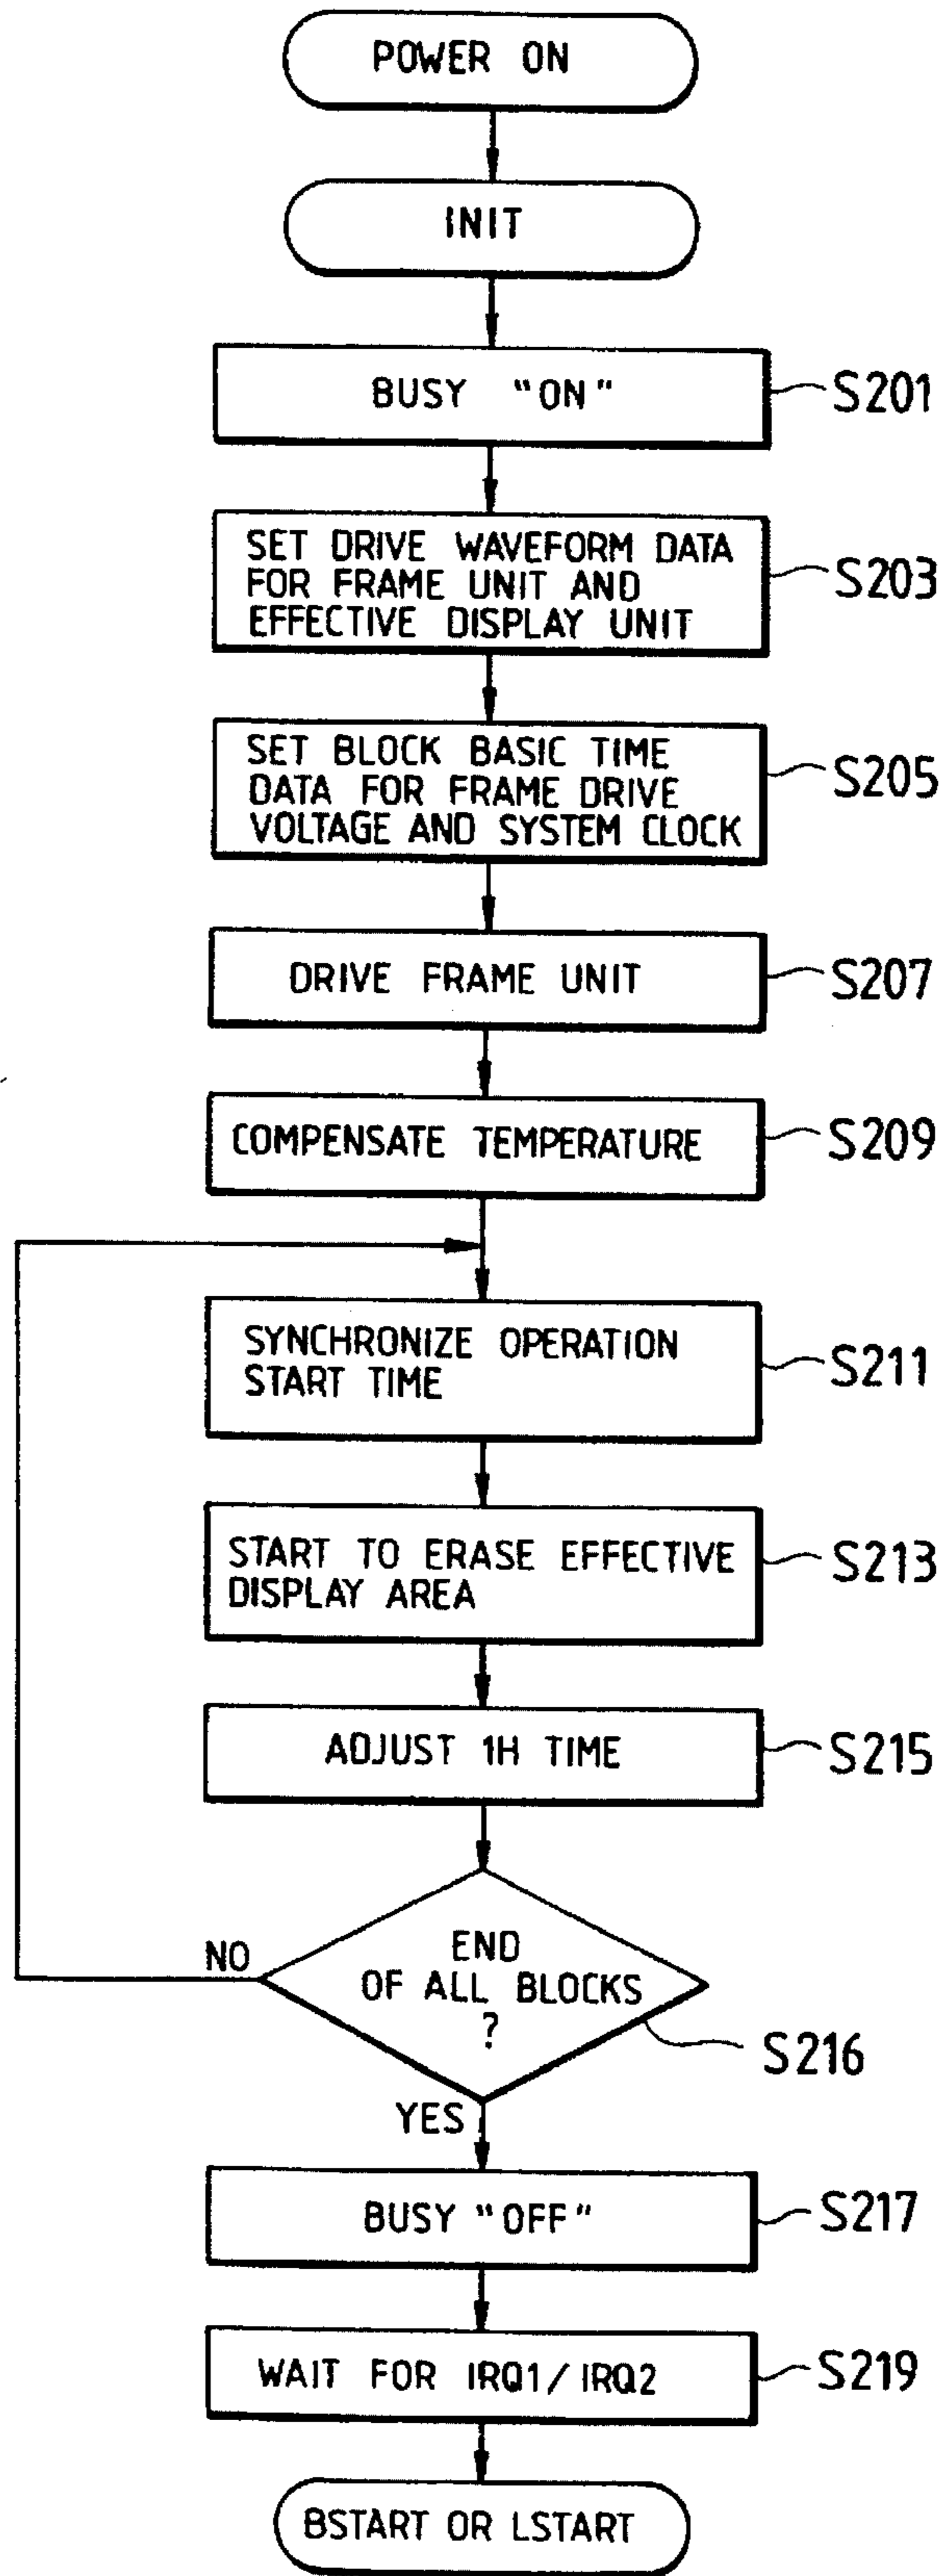 POWER ON
INIT
BUSY "ON"
S201
SET DRIVE WAVEFORM DATA
FOR FRAME UNIT AND
EFFECTIVE DISPLAY UNIT
S203
SET BLOCK BASIC TIME
DATA FOR FRAME DRIVE
VOLTAGE AND SYSTEM CLOCK
S205
DRIVE FRAME UNIT
S207
COMPENSATE TEMPERATURE
S209
SYNCHRONIZE OPERATION
START TIME
S211
START TO ERASE EFFECTIVE
DISPLAY AREA
S213
ADJUST 1H TIME
S215
END
OF ALL BLOCKS
?
NO
S216
YES
BUSY "OFF"
S217
WAIT FOR IRQ1/IRQ2
S219
BSTART OR LSTART